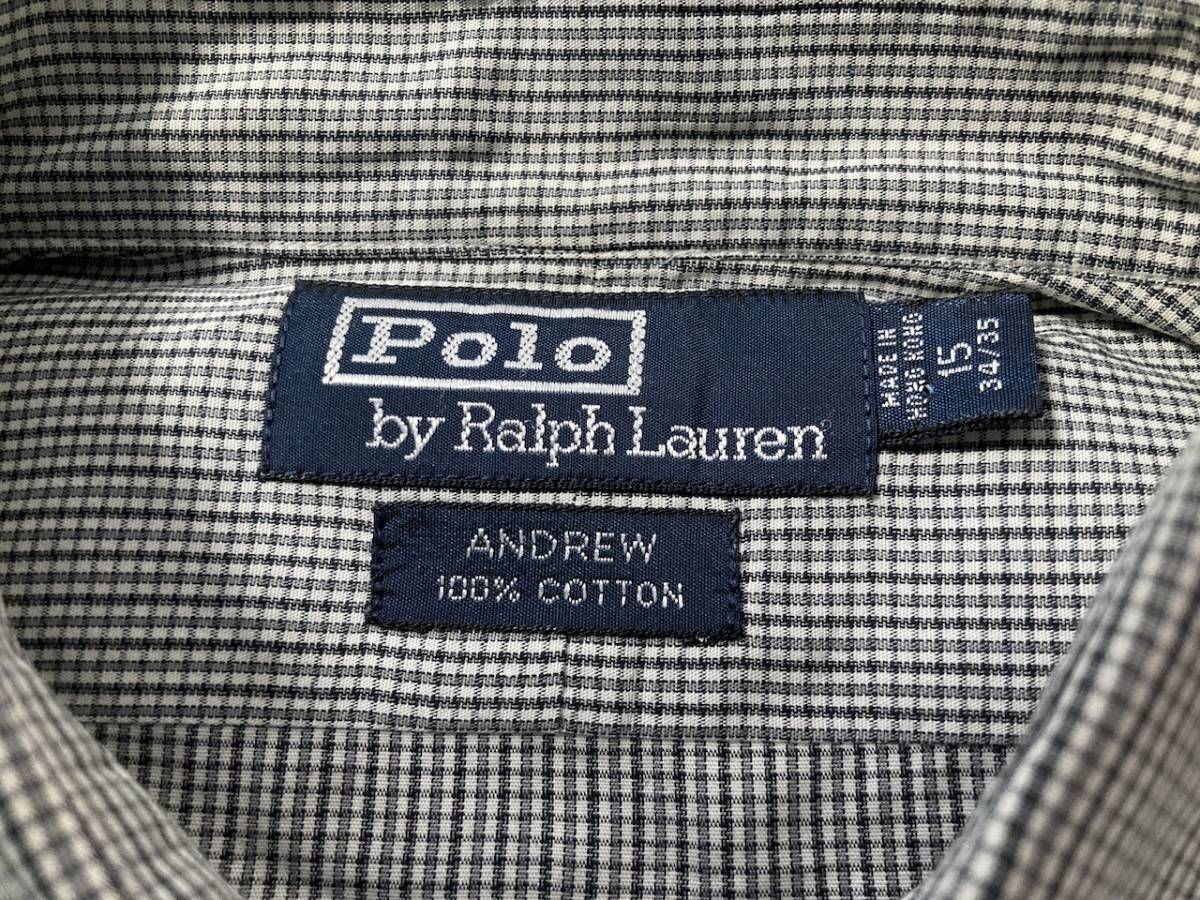 Polo
by Ralph Lauren
MADE IN
HONG KONG
15
34/35
ANDREW
100% COTTON